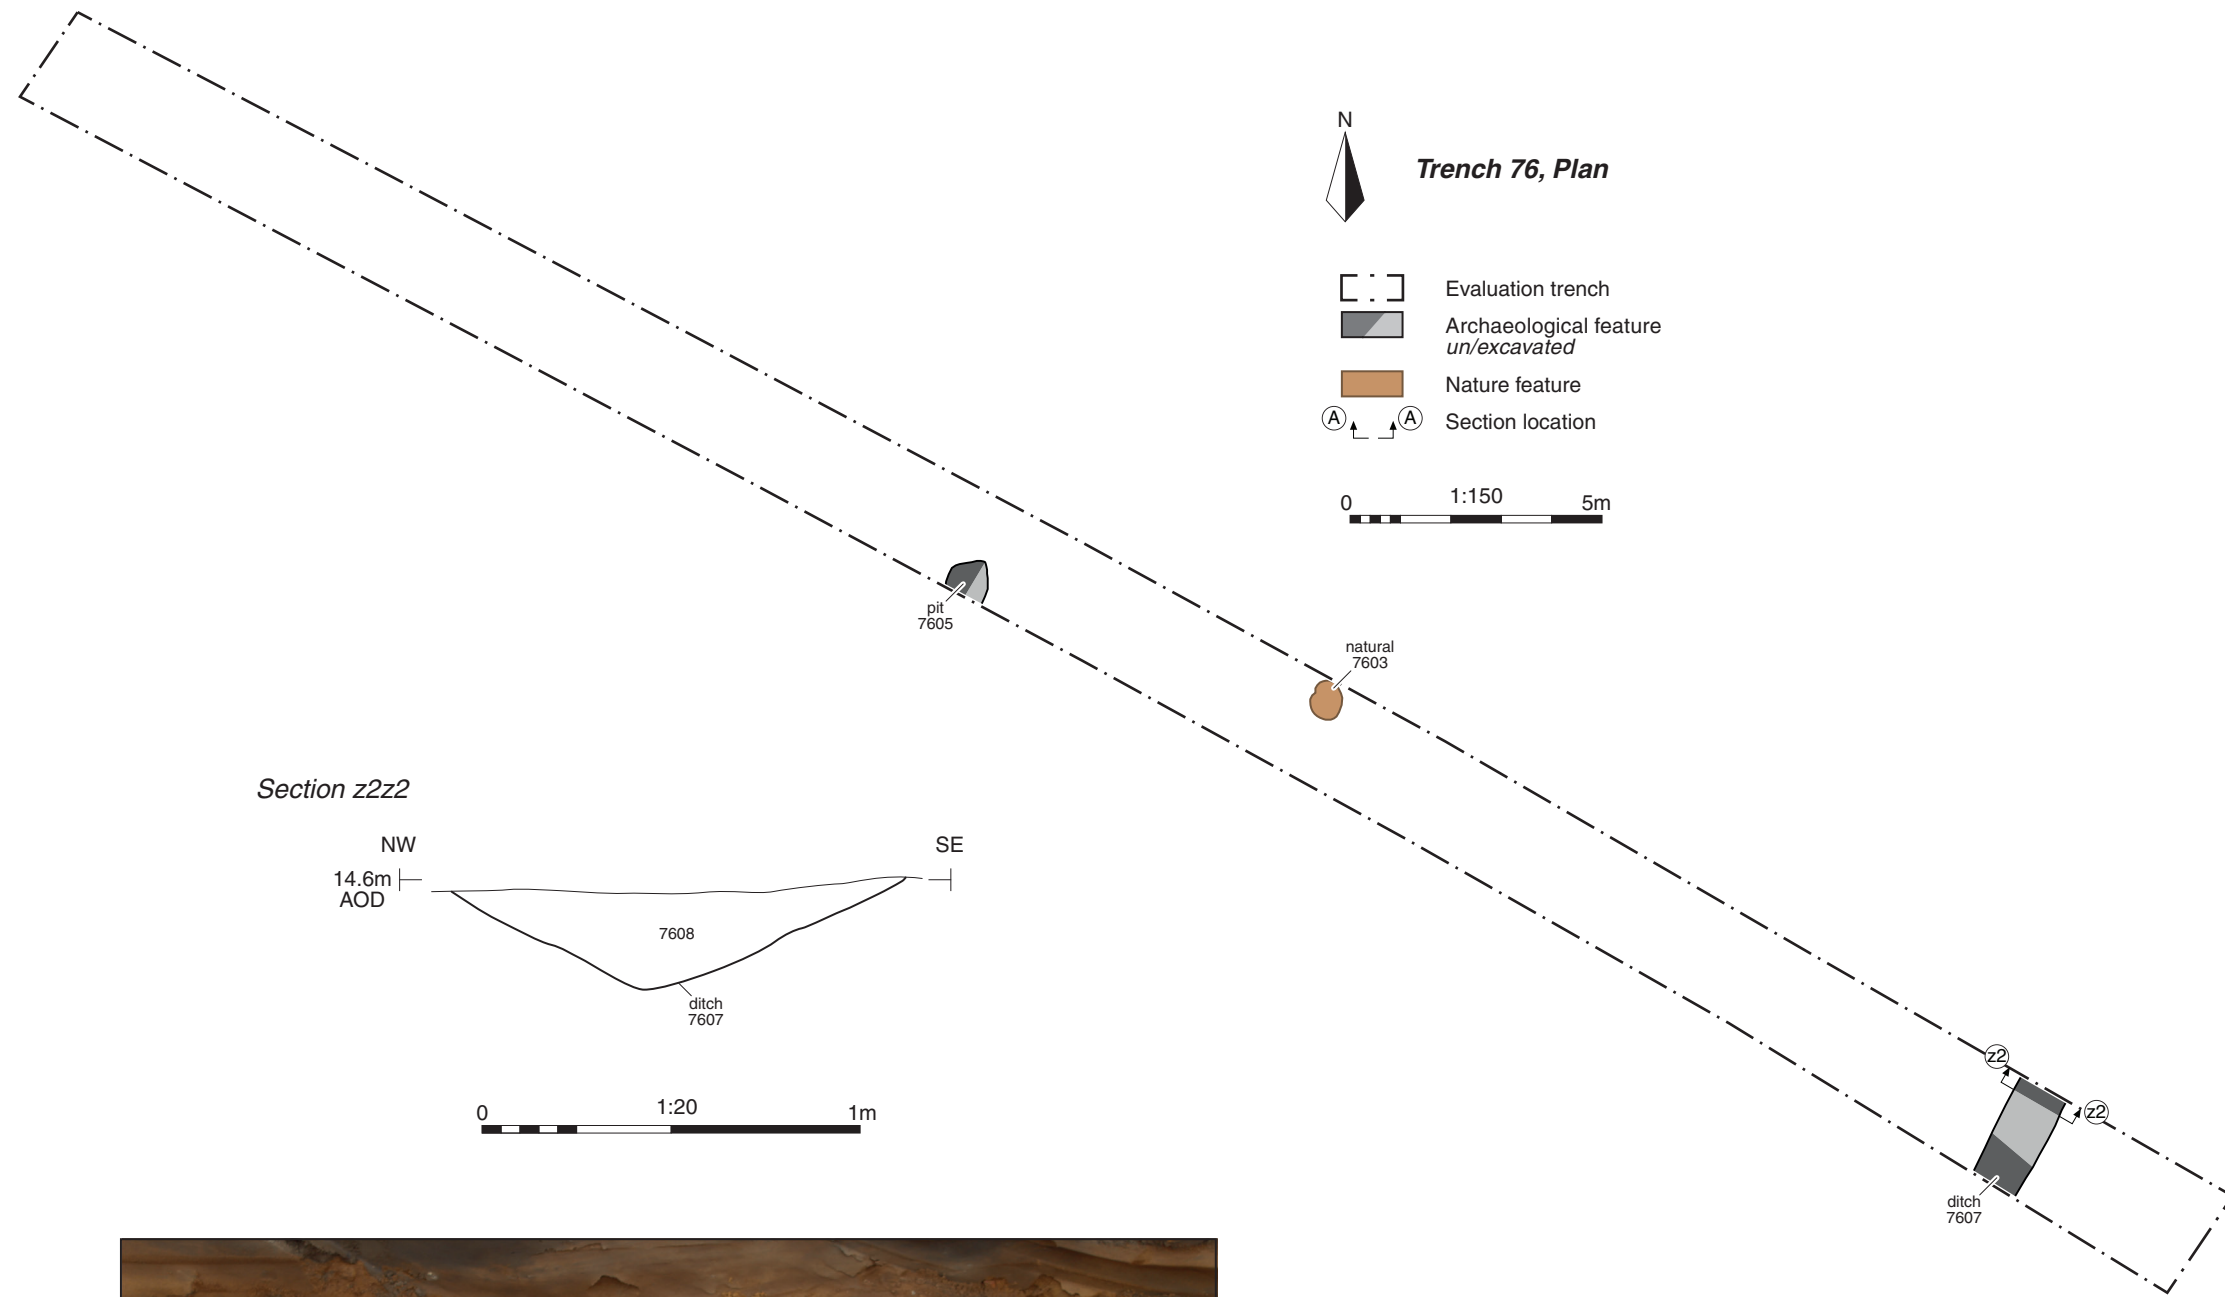 N
Trench 76, Plan
Evaluation trench
Archaeological feature
un/excavated
Nature feature
A A Section location
0 1:150 5m
pit
7605
natural
7603
Section z2z2
NW SE
14.6m
AOD
7608
ditch
7607
0 1:20 1m
z2
z2
ditch
7607